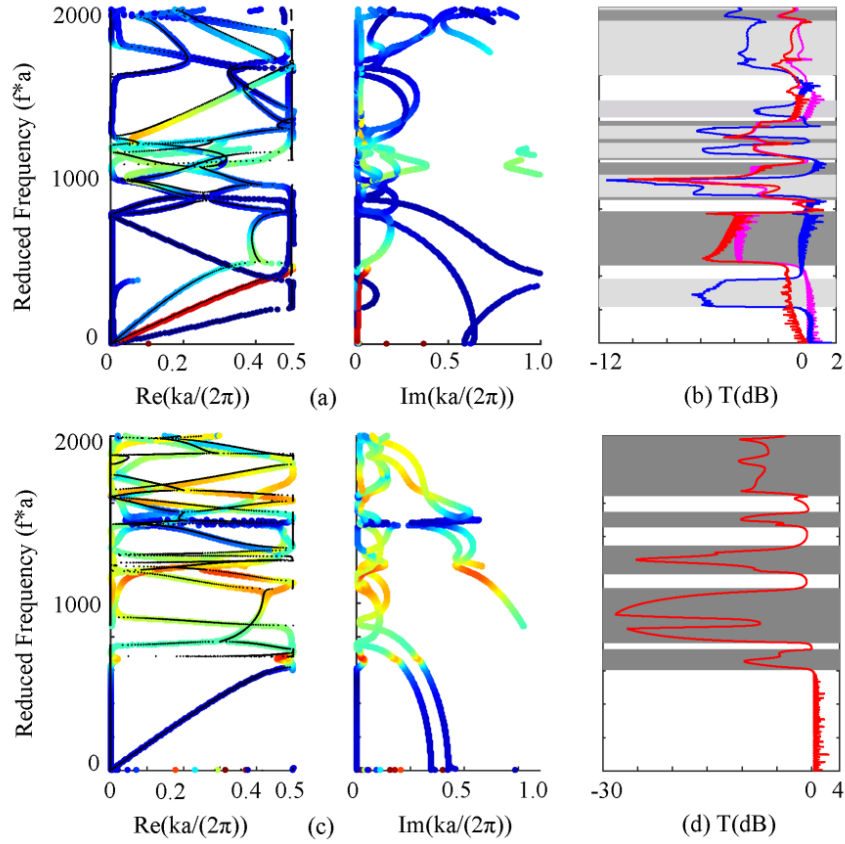 2000
1000
0
Reduced Frequency (f*a)
0 0.2 0.4 0.5
0 0.5 1.0
-12 0 2
Re(ka/(2π)) (a) Im(ka/(2π)) (b) T(dB)
2000
1000
0
Reduced Frequency (f*a)
0 0.2 0.4 0.5
0 0.5 1.0
-30 0 4
Re(ka/(2π)) (c) Im(ka/(2π)) (d) T(dB)